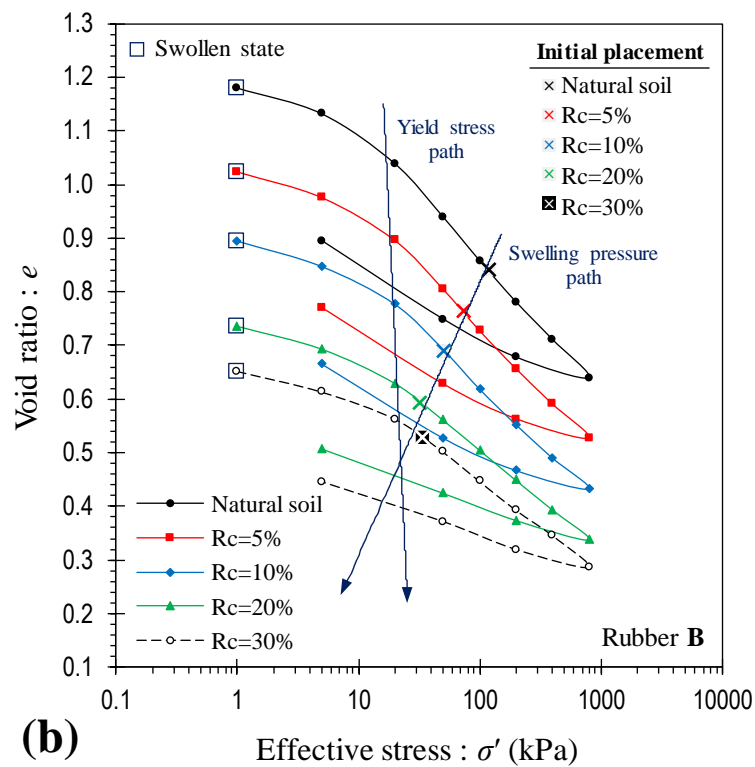 1.3
1.2
1.1
1.0
0.9
0.8
0.7
0.6
0.5
0.4
0.3
0.2
0.1
Void ratio : e
Swollen state
Initial placement
Natural soil
Rc=5%
Rc=10%
Rc=20%
Rc=30%
Yield stress
path
Swelling pressure
path
Natural soil
Rc=5%
Rc=10%
Rc=20%
Rc=30%
Rubber B
0.1 1 10 100 1000 10000
(b)
Effective stress : σ′ (kPa)